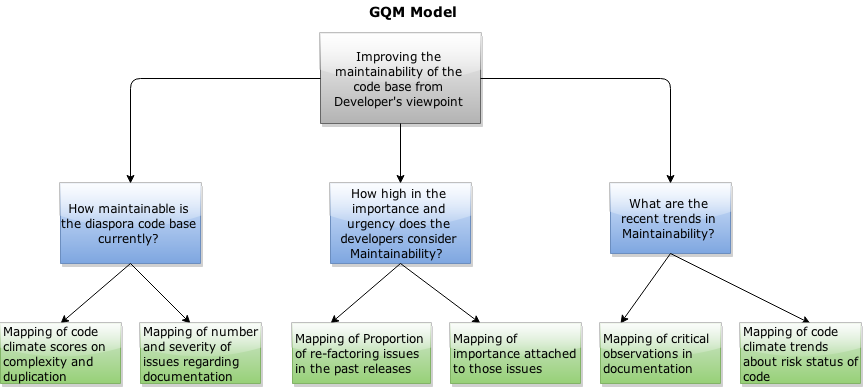 GQM Model
Improving the
maintainability of the
code base from
Developer's viewpoint
How maintainable is
the diaspora code base
currently?
How high in the
importance and
urgency does the
developers consider
Maintainability?
What are the
recent trends in
Maintainability?
Mapping of code
climate scores on
complexity and
duplication
Mapping of number
and severity of
issues regarding
documentation
Mapping of Proportion
of re-factoring issues
in the past releases
Mapping of
importance attached
to those issues
Mapping of critical
observations in
documentation
Mapping of code
climate trends
about risk status of
code